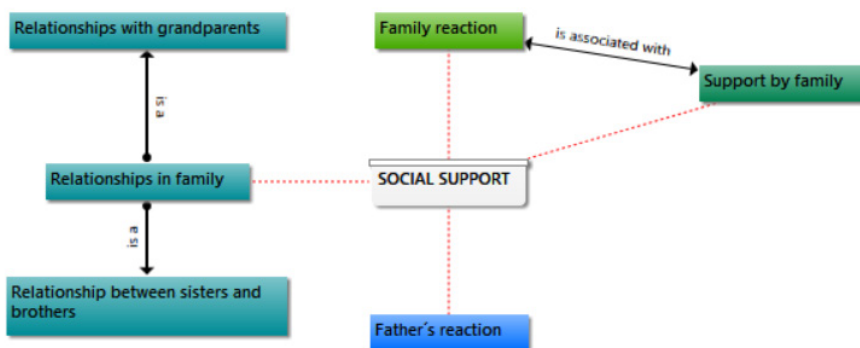 Relationships with grandparents
Family reaction
is associated with
Support by family
is a
Relationships in family
SOCIAL SUPPORT
is a
Relationship between sisters and
brothers
Father´s reaction